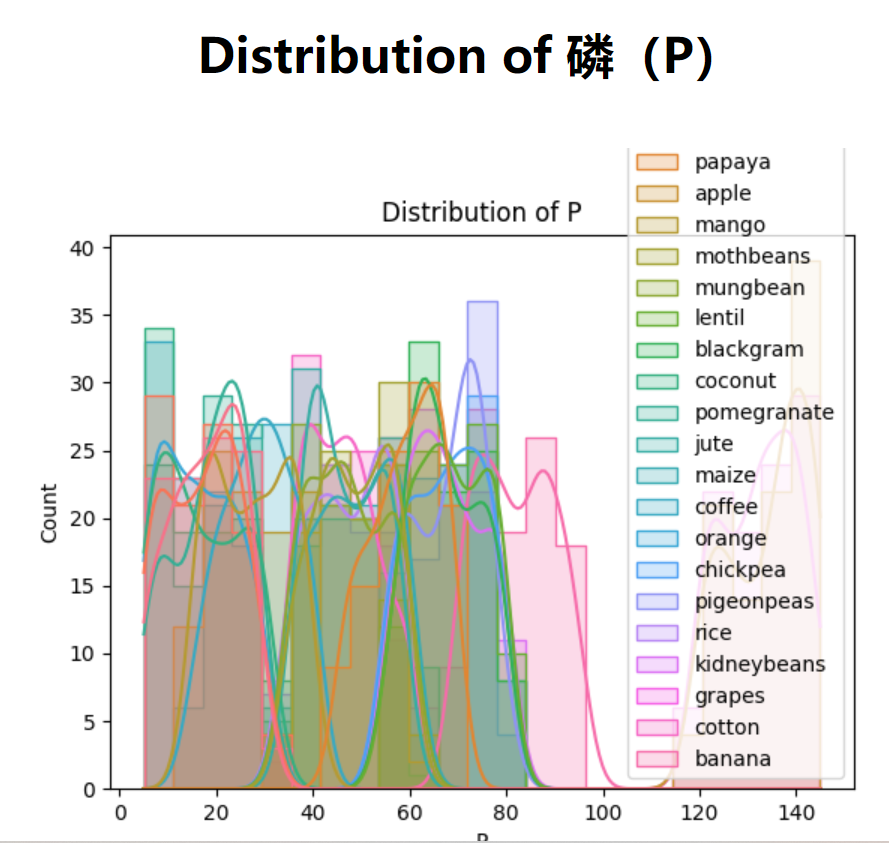 Distribution of 磷（P）
Distribution of P
papaya
apple
mango
mothbeans
mungbean
lentil
blackgram
coconut
pomegranate
jute
maize
coffee
orange
chickpea
pigeonpeas
rice
kidneybeans
grapes
cotton
banana
Count
40
35
30
25
20
15
10
5
0
0 20 40 60 80 100 120 140